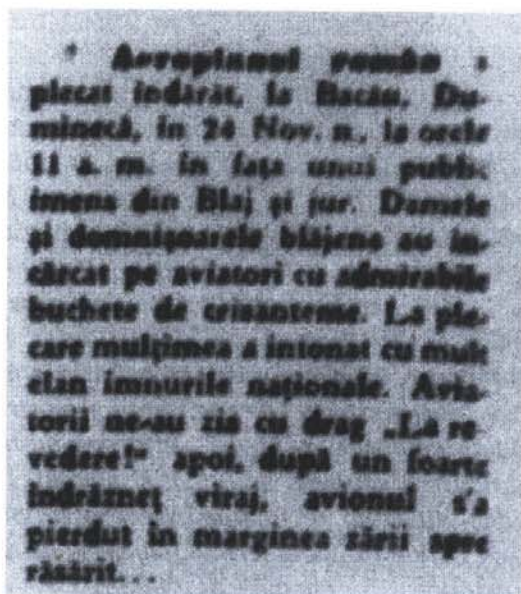 * Aeroplanul român a
plecat îndărăt, la Bacău, Du-
minecă, în 24 Nov. n., la orele
11 a. m. în fața unui public
imens din Blaj și jur. Damele
și domnișoarele blăjene au în-
cărcat pe aviatori cu admirabile
buchete de crisanteme. La ple-
care mulțimea a intonat cu mult
elan imnurile naționale. Avia-
torii ne-au zis cu drag „La re-
vedere!" apoi, după un foarte
îndrăzneț viraj, avionul s'a
pierdut în marginea zării spre
răsărit...